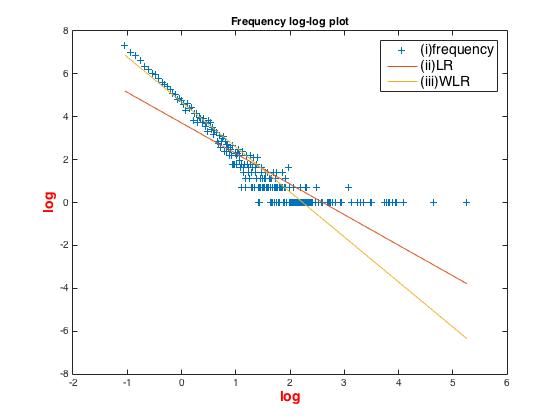 Frequency log-log plot
(i)frequency
(ii)LR
(iii)WLR
8
6
4
2
0
-2
-4
-6
-8
log
-2 -1 0 1 2 3 4 5 6
log